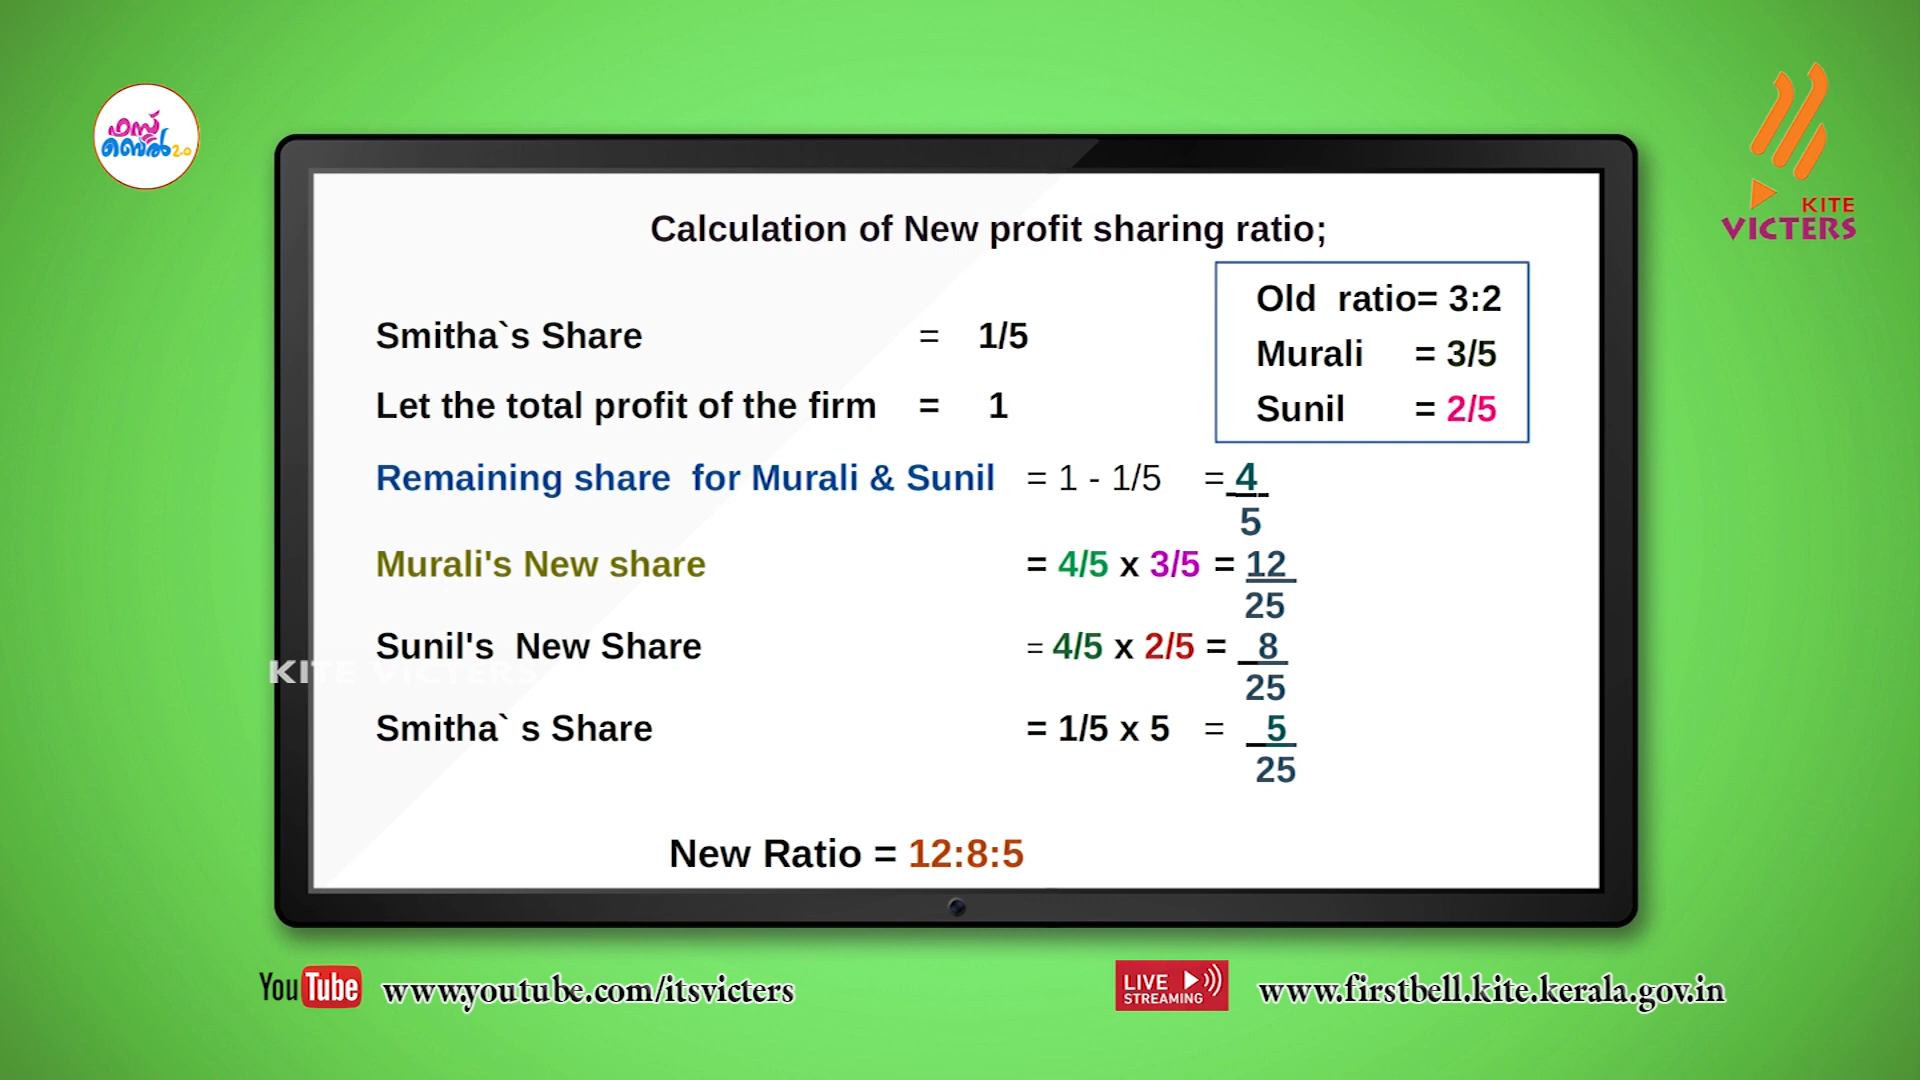 ഫസ്റ്റ്
ബെൽ 2.0
KITE
VICTERS
Calculation of New profit sharing ratio;
Old ratio= 3:2
Murali = 3/5
Sunil = 2/5
Smitha`s Share = 1/5
Let the total profit of the firm = 1
Remaining share for Murali & Sunil = 1 - 1/5 = 4
5
Murali's New share = 4/5 x 3/5 = 12
25
Sunil's New Share = 4/5 x 2/5 = 8
25
KITE VICTERS
Smitha` s Share = 1/5 x 5 = 5
25
New Ratio = 12:8:5
YouTube www.youtube.com/itsvicters
LIVE STREAMING www.firstbell.kite.kerala.gov.in